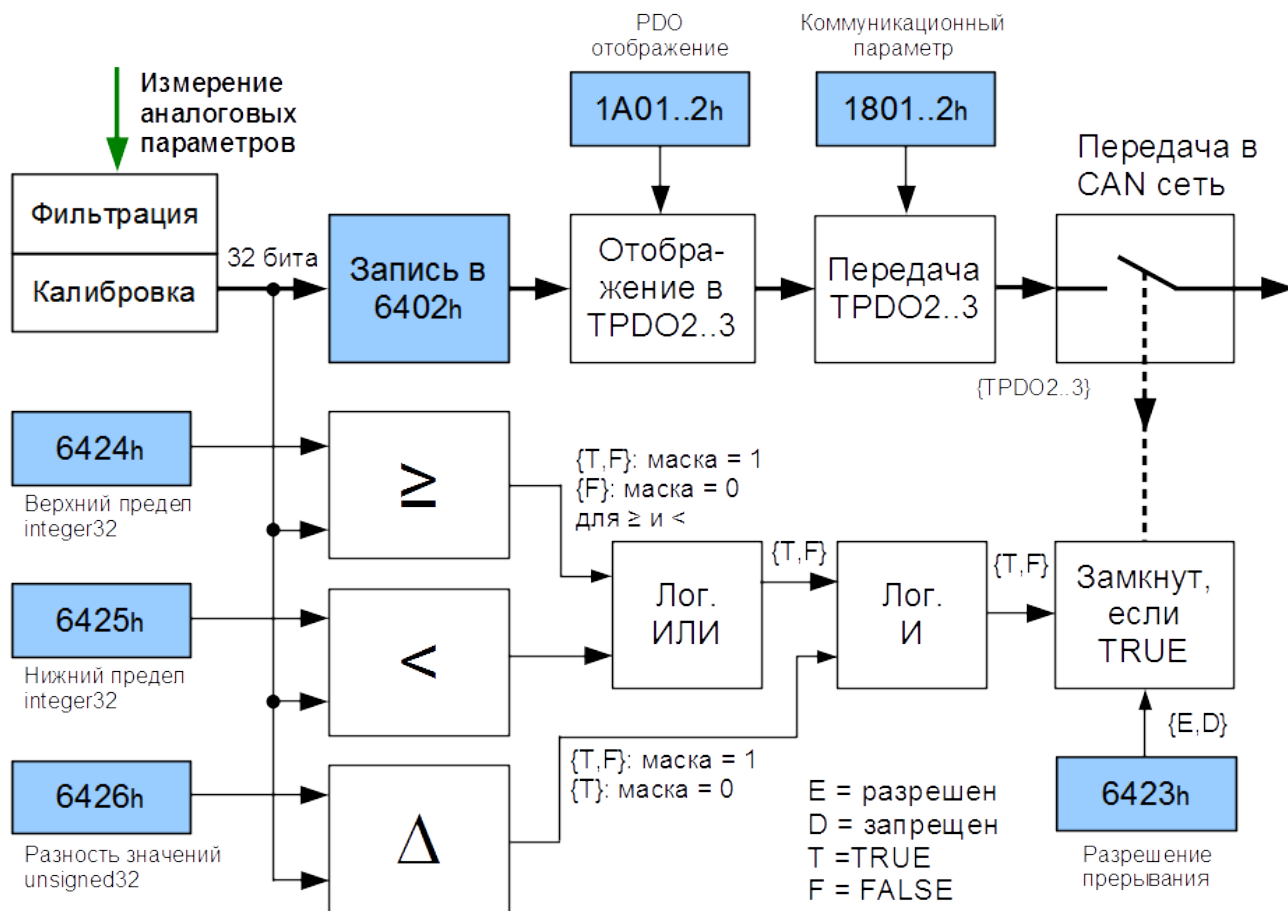 PDO
отображение
Коммуникационный
параметр
Измерение
аналоговых
параметров
1A01..2h
1801..2h
Передача в
CAN сеть
Фильтрация
Калибровка
32 бита
Запись в
6402h
Отобра-
жение в
TPDO2..3
Передача
TPDO2..3
{TPDO2..3}
6424h
Верхний предел
integer32
≥
{T,F}: маска = 1
{F}: маска = 0
для ≥ и <
6425h
Нижний предел
integer32
<
Лог.
ИЛИ
{T,F}
Лог.
И
{T,F}
Замкнут,
если
TRUE
{E,D}
6426h
Разность значений
unsigned32
Δ
{T,F}: маска = 1
{T}: маска = 0
E = разрешен
D = запрещен
T =TRUE
F = FALSE
6423h
Разрешение
прерывания